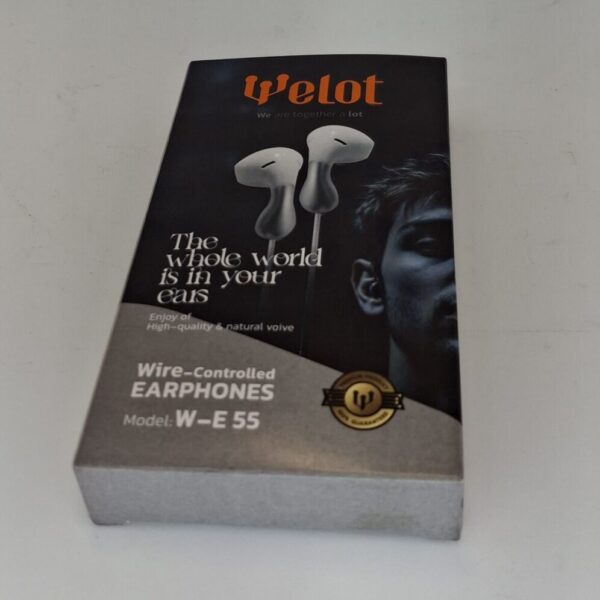 Welot
We are together a lot
The
whole world
is in your
ears
Enjoy of
High-quality & natural voive
Wire-Controlled
EARPHONES
Model: W-E 55